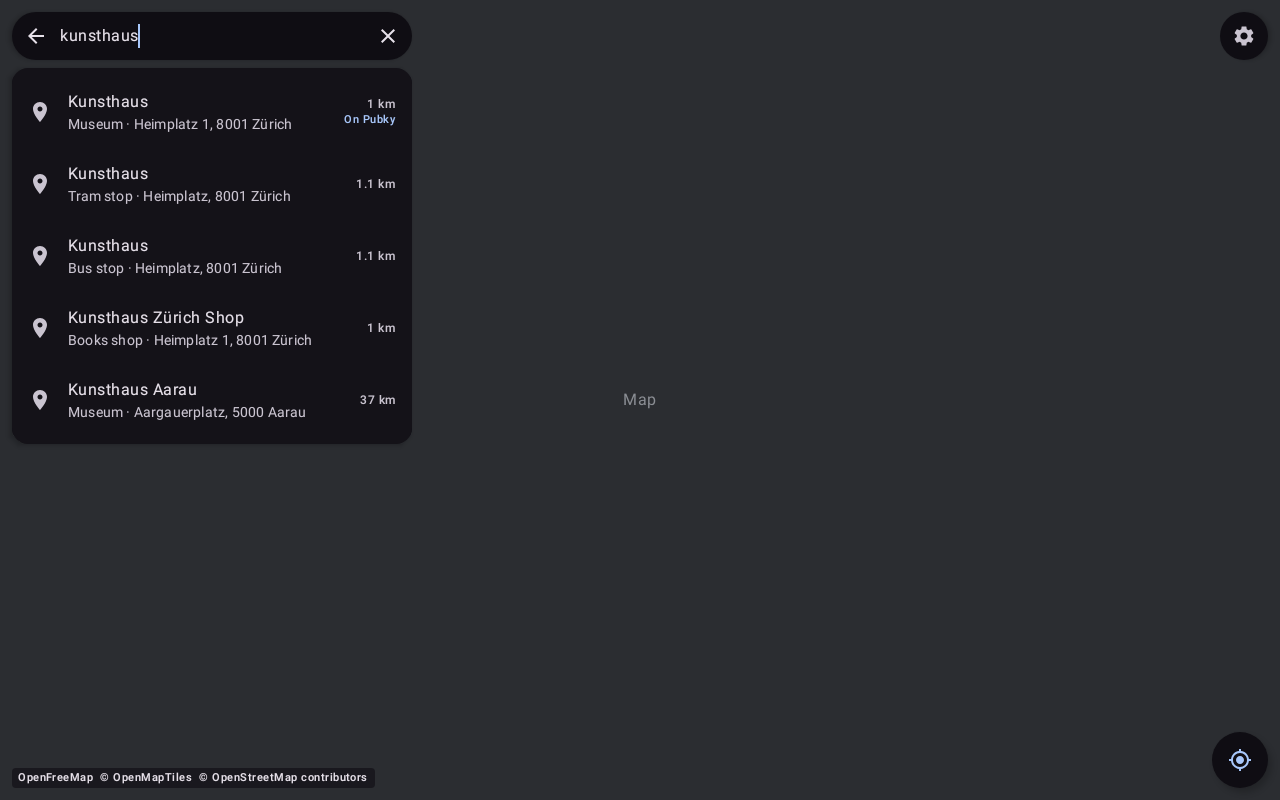 kunsthaus
Kunsthaus
Museum · Heimplatz 1, 8001 Zürich
1 km
On Pubky
Kunsthaus
Tram stop · Heimplatz, 8001 Zürich
1.1 km
Kunsthaus
Bus stop · Heimplatz, 8001 Zürich
1.1 km
Kunsthaus Zürich Shop
Books shop · Heimplatz 1, 8001 Zürich
1 km
Kunsthaus Aarau
Museum · Aargauerplatz, 5000 Aarau
37 km
Map
OpenFreeMap © OpenMapTiles © OpenStreetMap contributors